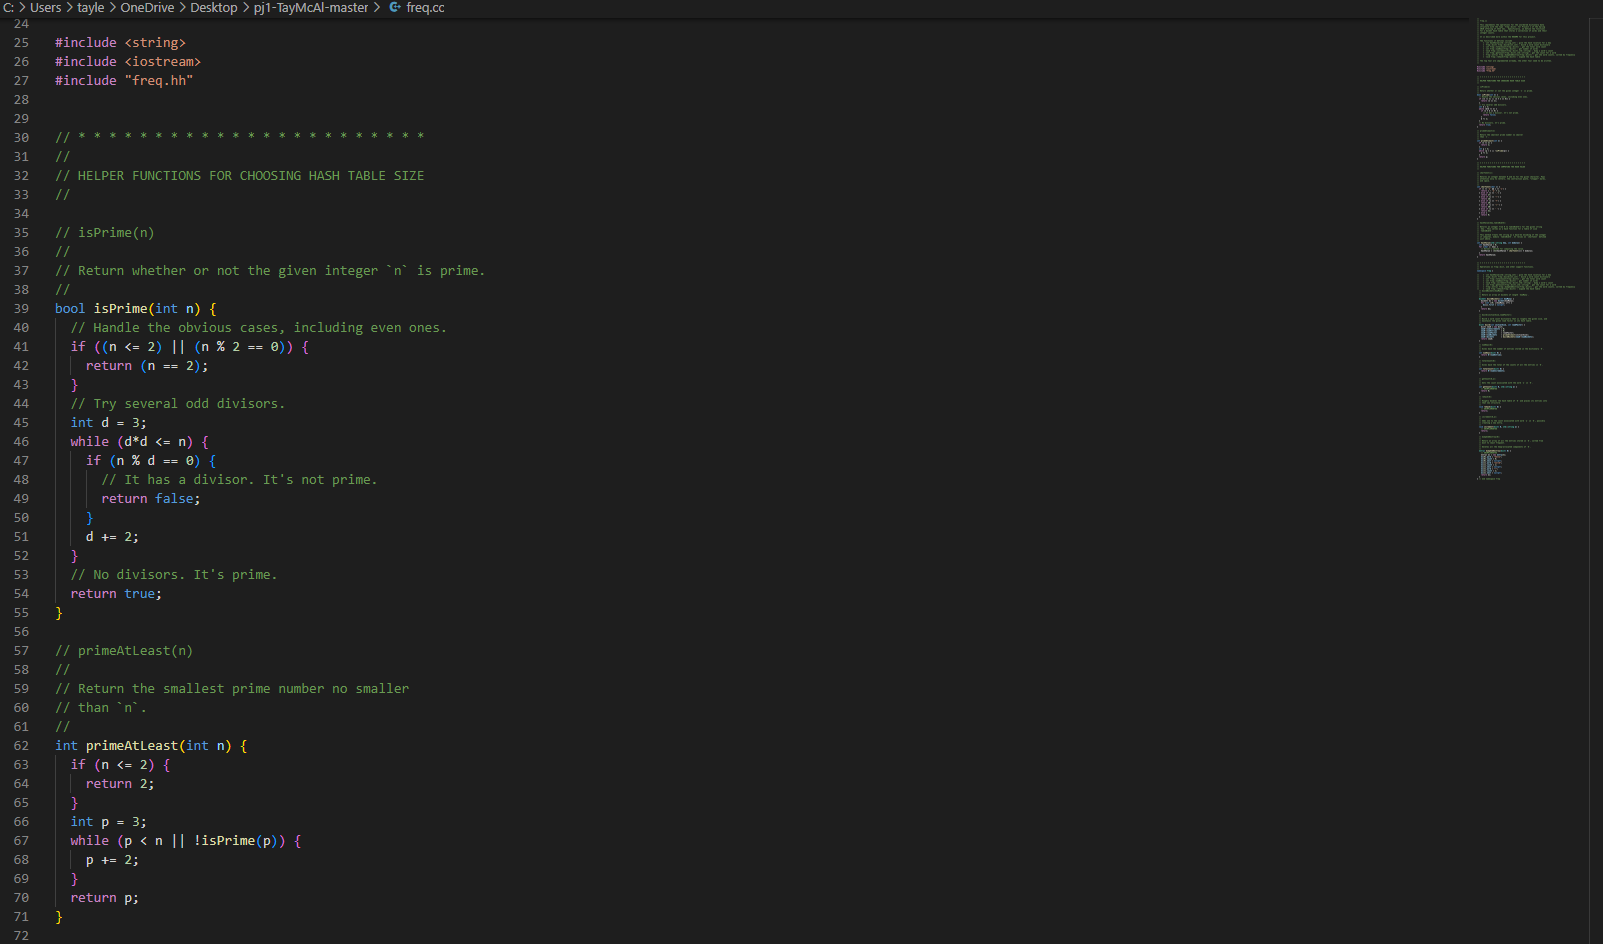 C: > Users > tayle > OneDrive > Desktop > pj1-TayMcAl-master > freq.cc
24
25 #include <string>
26 #include <iostream>
27 #include "freq.hh"
28
29
30 // * * * * * * * * * * * * * * * * * * * * * * *
31 //
32 // HELPER FUNCTIONS FOR CHOOSING HASH TABLE SIZE
33 //
34
35 // isPrime(n)
36 //
37 // Return whether or not the given integer `n` is prime.
38 //
39 bool isPrime(int n) {
40   // Handle the obvious cases, including even ones.
41   if ((n <= 2) || (n % 2 == 0)) {
42     return (n == 2);
43   }
44   // Try several odd divisors.
45   int d = 3;
46   while (d*d <= n) {
47     if (n % d == 0) {
48       // It has a divisor. It's not prime.
49       return false;
50     }
51     d += 2;
52   }
53   // No divisors. It's prime.
54   return true;
55 }
56
57 // primeAtLeast(n)
58 //
59 // Return the smallest prime number no smaller
60 // than `n`.
61 //
62 int primeAtLeast(int n) {
63   if (n <= 2) {
64     return 2;
65   }
66   int p = 3;
67   while (p < n || !isPrime(p)) {
68     p += 2;
69   }
70   return p;
71 }
72